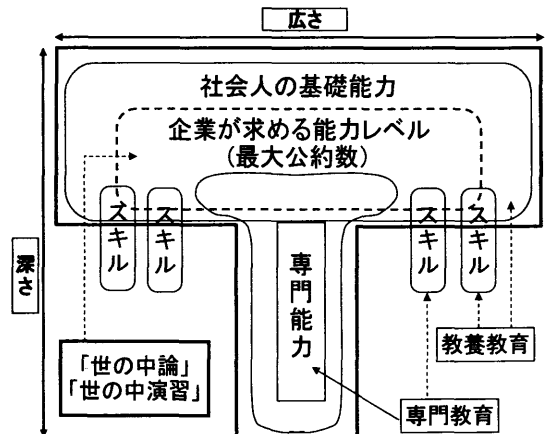 広さ
社会人の基礎能力
企業が求める能力レベル
(最大公約数)
スキル
スキル
スキル
スキル
深さ
専門能力
「世の中論」
「世の中演習」
教養教育
専門教育